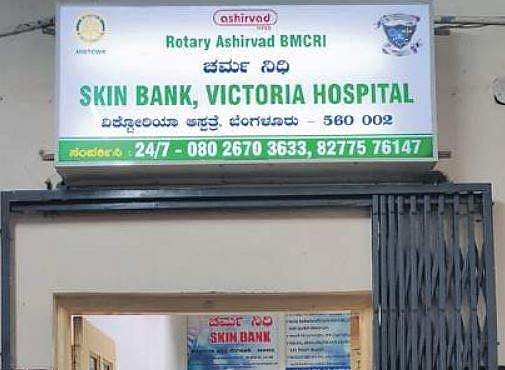 ashirvad
Rotary Ashirvad BMCRI
ಚರ್ಮ ನಿಧಿ
SKIN BANK, VICTORIA HOSPITAL
ವಿಕ್ಟೋರಿಯಾ ಆಸ್ಪತ್ರೆ, ಬೆಂಗಳೂರು - 560 002
ಸಂಪರ್ಕಿಸಿ : 24/7 - 080 2670 3633, 82775 76147
ಚರ್ಮ ನಿಧಿ
SKIN BANK